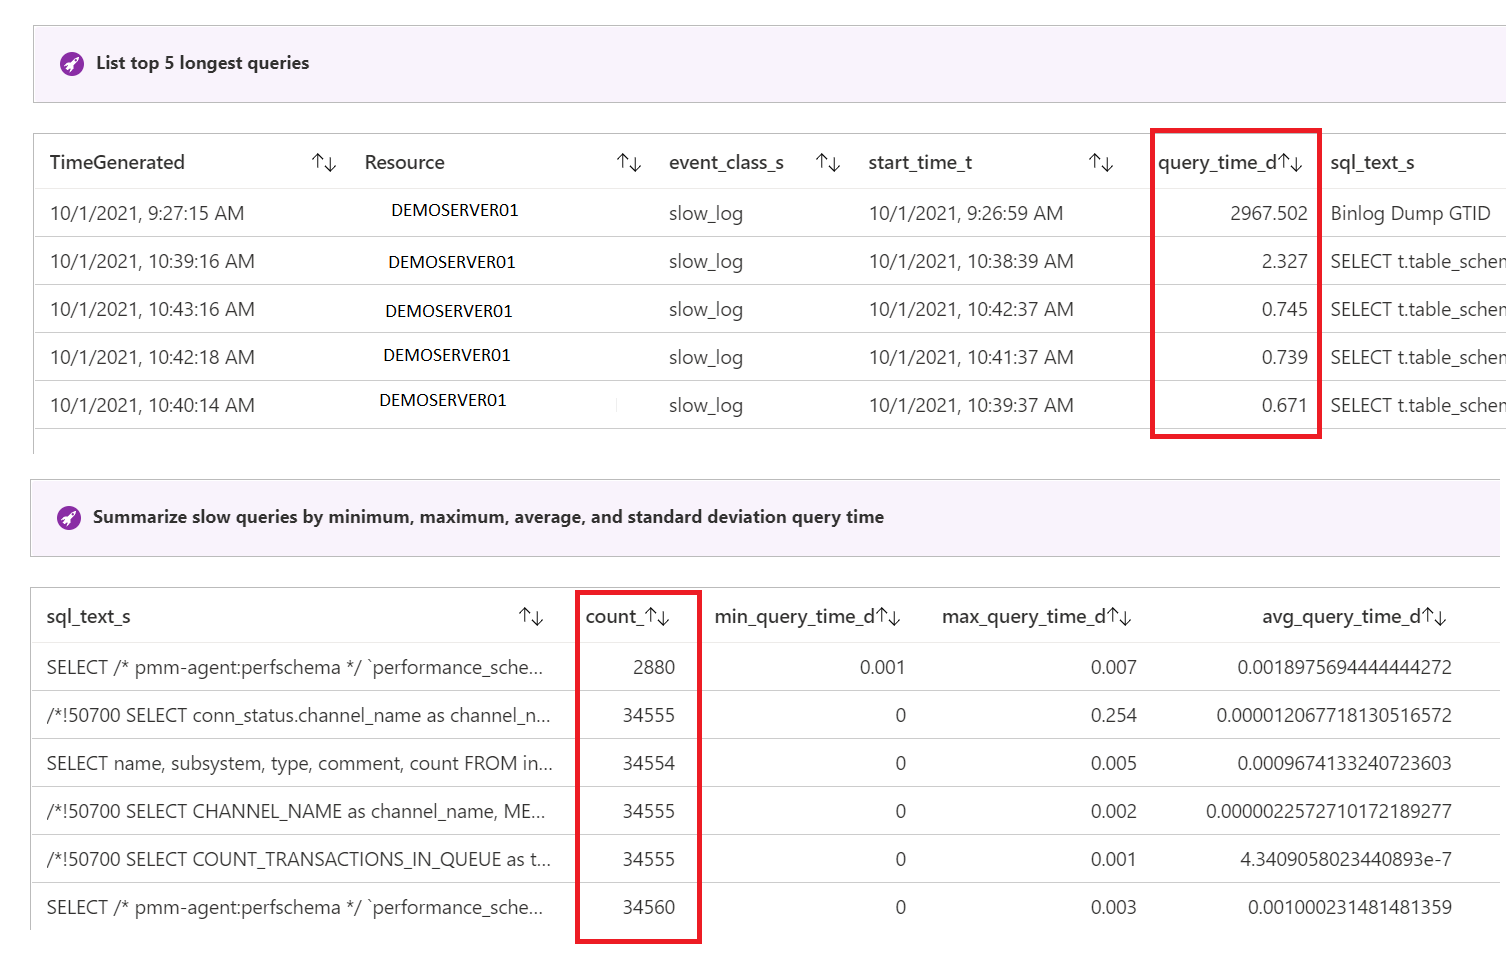 List top 5 longest queries
TimeGenerated ↑↓ Resource ↑↓ event_class_s ↑↓ start_time_t ↑↓ query_time_d↑↓ sql_text_s
10/1/2021, 9:27:15 AM DEMOSERVER01 slow_log 10/1/2021, 9:26:59 AM 2967.502 Binlog Dump GTID
10/1/2021, 10:39:16 AM DEMOSERVER01 slow_log 10/1/2021, 10:38:39 AM 2.327 SELECT t.table_schem
10/1/2021, 10:43:16 AM DEMOSERVER01 slow_log 10/1/2021, 10:42:37 AM 0.745 SELECT t.table_schem
10/1/2021, 10:42:18 AM DEMOSERVER01 slow_log 10/1/2021, 10:41:37 AM 0.739 SELECT t.table_schem
10/1/2021, 10:40:14 AM DEMOSERVER01 slow_log 10/1/2021, 10:39:37 AM 0.671 SELECT t.table_schem
Summarize slow queries by minimum, maximum, average, and standard deviation query time
sql_text_s ↑↓ count_↑↓ min_query_time_d↑↓ max_query_time_d↑↓ avg_query_time_d↑↓
SELECT /* pmm-agent:perfschema */ `performance_sche... 2880 0.001 0.007 0.0018975694444444272
/*!50700 SELECT conn_status.channel_name as channel_n... 34555 0 0.254 0.000012067718130516572
SELECT name, subsystem, type, comment, count FROM in... 34554 0 0.005 0.0009674133240723603
/*!50700 SELECT CHANNEL_NAME as channel_name, ME... 34555 0 0.002 0.0000022572710172189277
/*!50700 SELECT COUNT_TRANSACTIONS_IN_QUEUE as t... 34555 0 0.001 4.3409058023440893e-7
SELECT /* pmm-agent:perfschema */ `performance_sche... 34560 0 0.003 0.001000231481481359